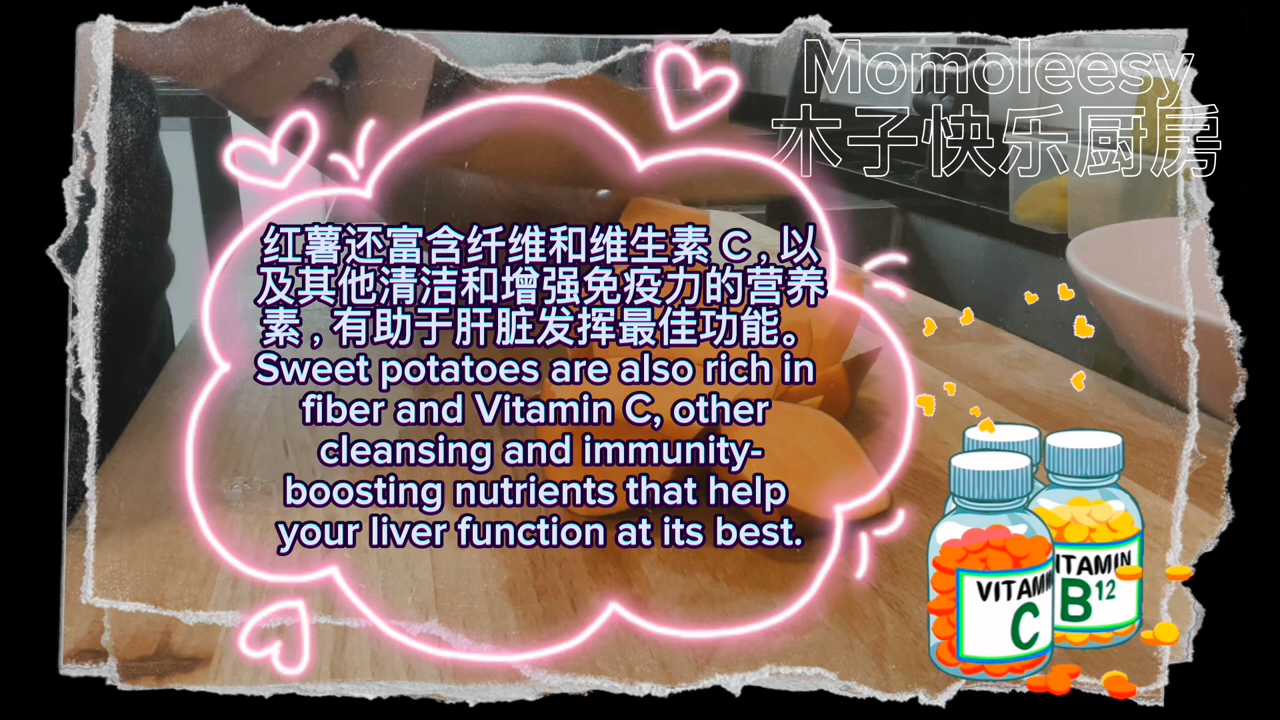 Momoleesy
木子快乐厨房
红薯还富含纤维和维生素 C , 以
及其他清洁和增强免疫力的营养
素 , 有助于肝脏发挥最佳功能。
Sweet potatoes are also rich in
fiber and Vitamin C, other
cleansing and immunity-
boosting nutrients that help
your liver function at its best.
VITAMIN
C
ITAMIN
B12